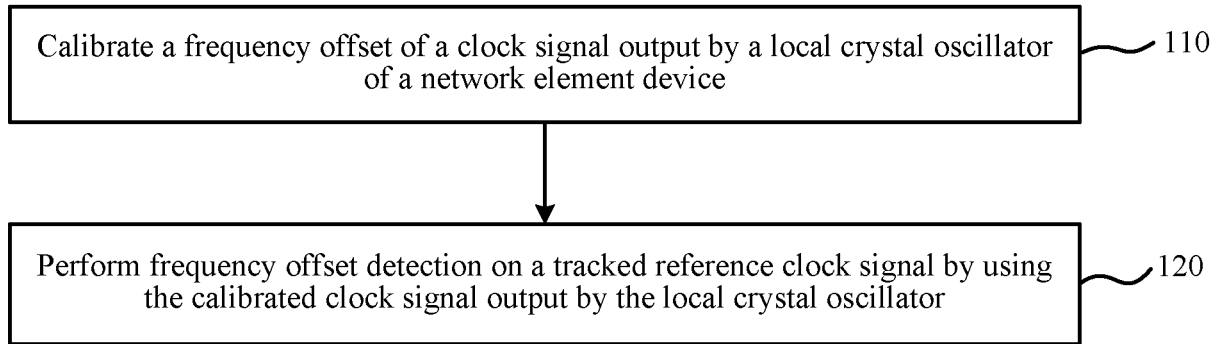 Calibrate a frequency offset of a clock signal output by a local crystal oscillator
of a network element device
110
Perform frequency offset detection on a tracked reference clock signal by using
the calibrated clock signal output by the local crystal oscillator
120